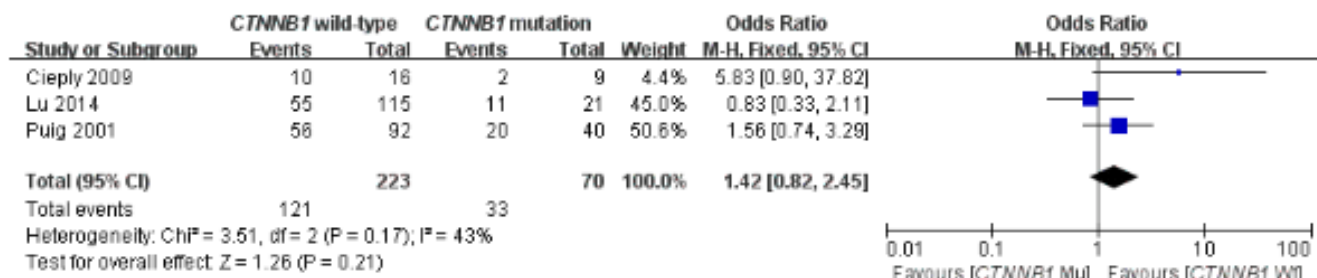 CTNNB1 wild-type CTNNB1 mutation Odds Ratio Odds Ratio
Study or Subgroup Events Total Events Total Weight M-H, Fixed, 95% CI M-H, Fixed, 95% CI
Cieply 2009 10 16 2 9 4.4% 5.83 [0.90, 37.82]
Lu 2014 55 115 11 21 45.0% 0.83 [0.33, 2.11]
Puig 2001 56 92 20 40 50.6% 1.56 [0.74, 3.29]
Total (95% CI) 223 70 100.0% 1.42 [0.82, 2.45]
Total events 121 33
Heterogeneity: Chi² = 3.51, df = 2 (P = 0.17); I² = 43%
Test for overall effect: Z = 1.26 (P = 0.21)
0.01 0.1 1 10 100
Favours [CTNNB1 Mu] Favours [CTNNB1 Wt]